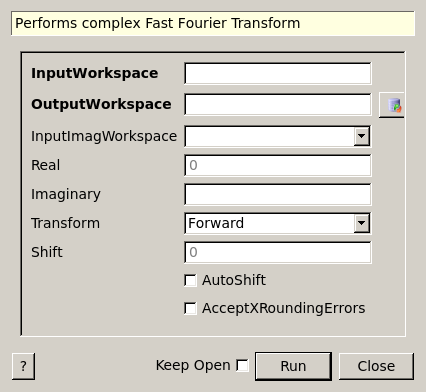 Performs complex Fast Fourier Transform
InputWorkspace
OutputWorkspace
InputImagWorkspace
Real 0
Imaginary
Transform Forward
Shift 0
AutoShift
AcceptXRoundingErrors
? Keep Open Run Close